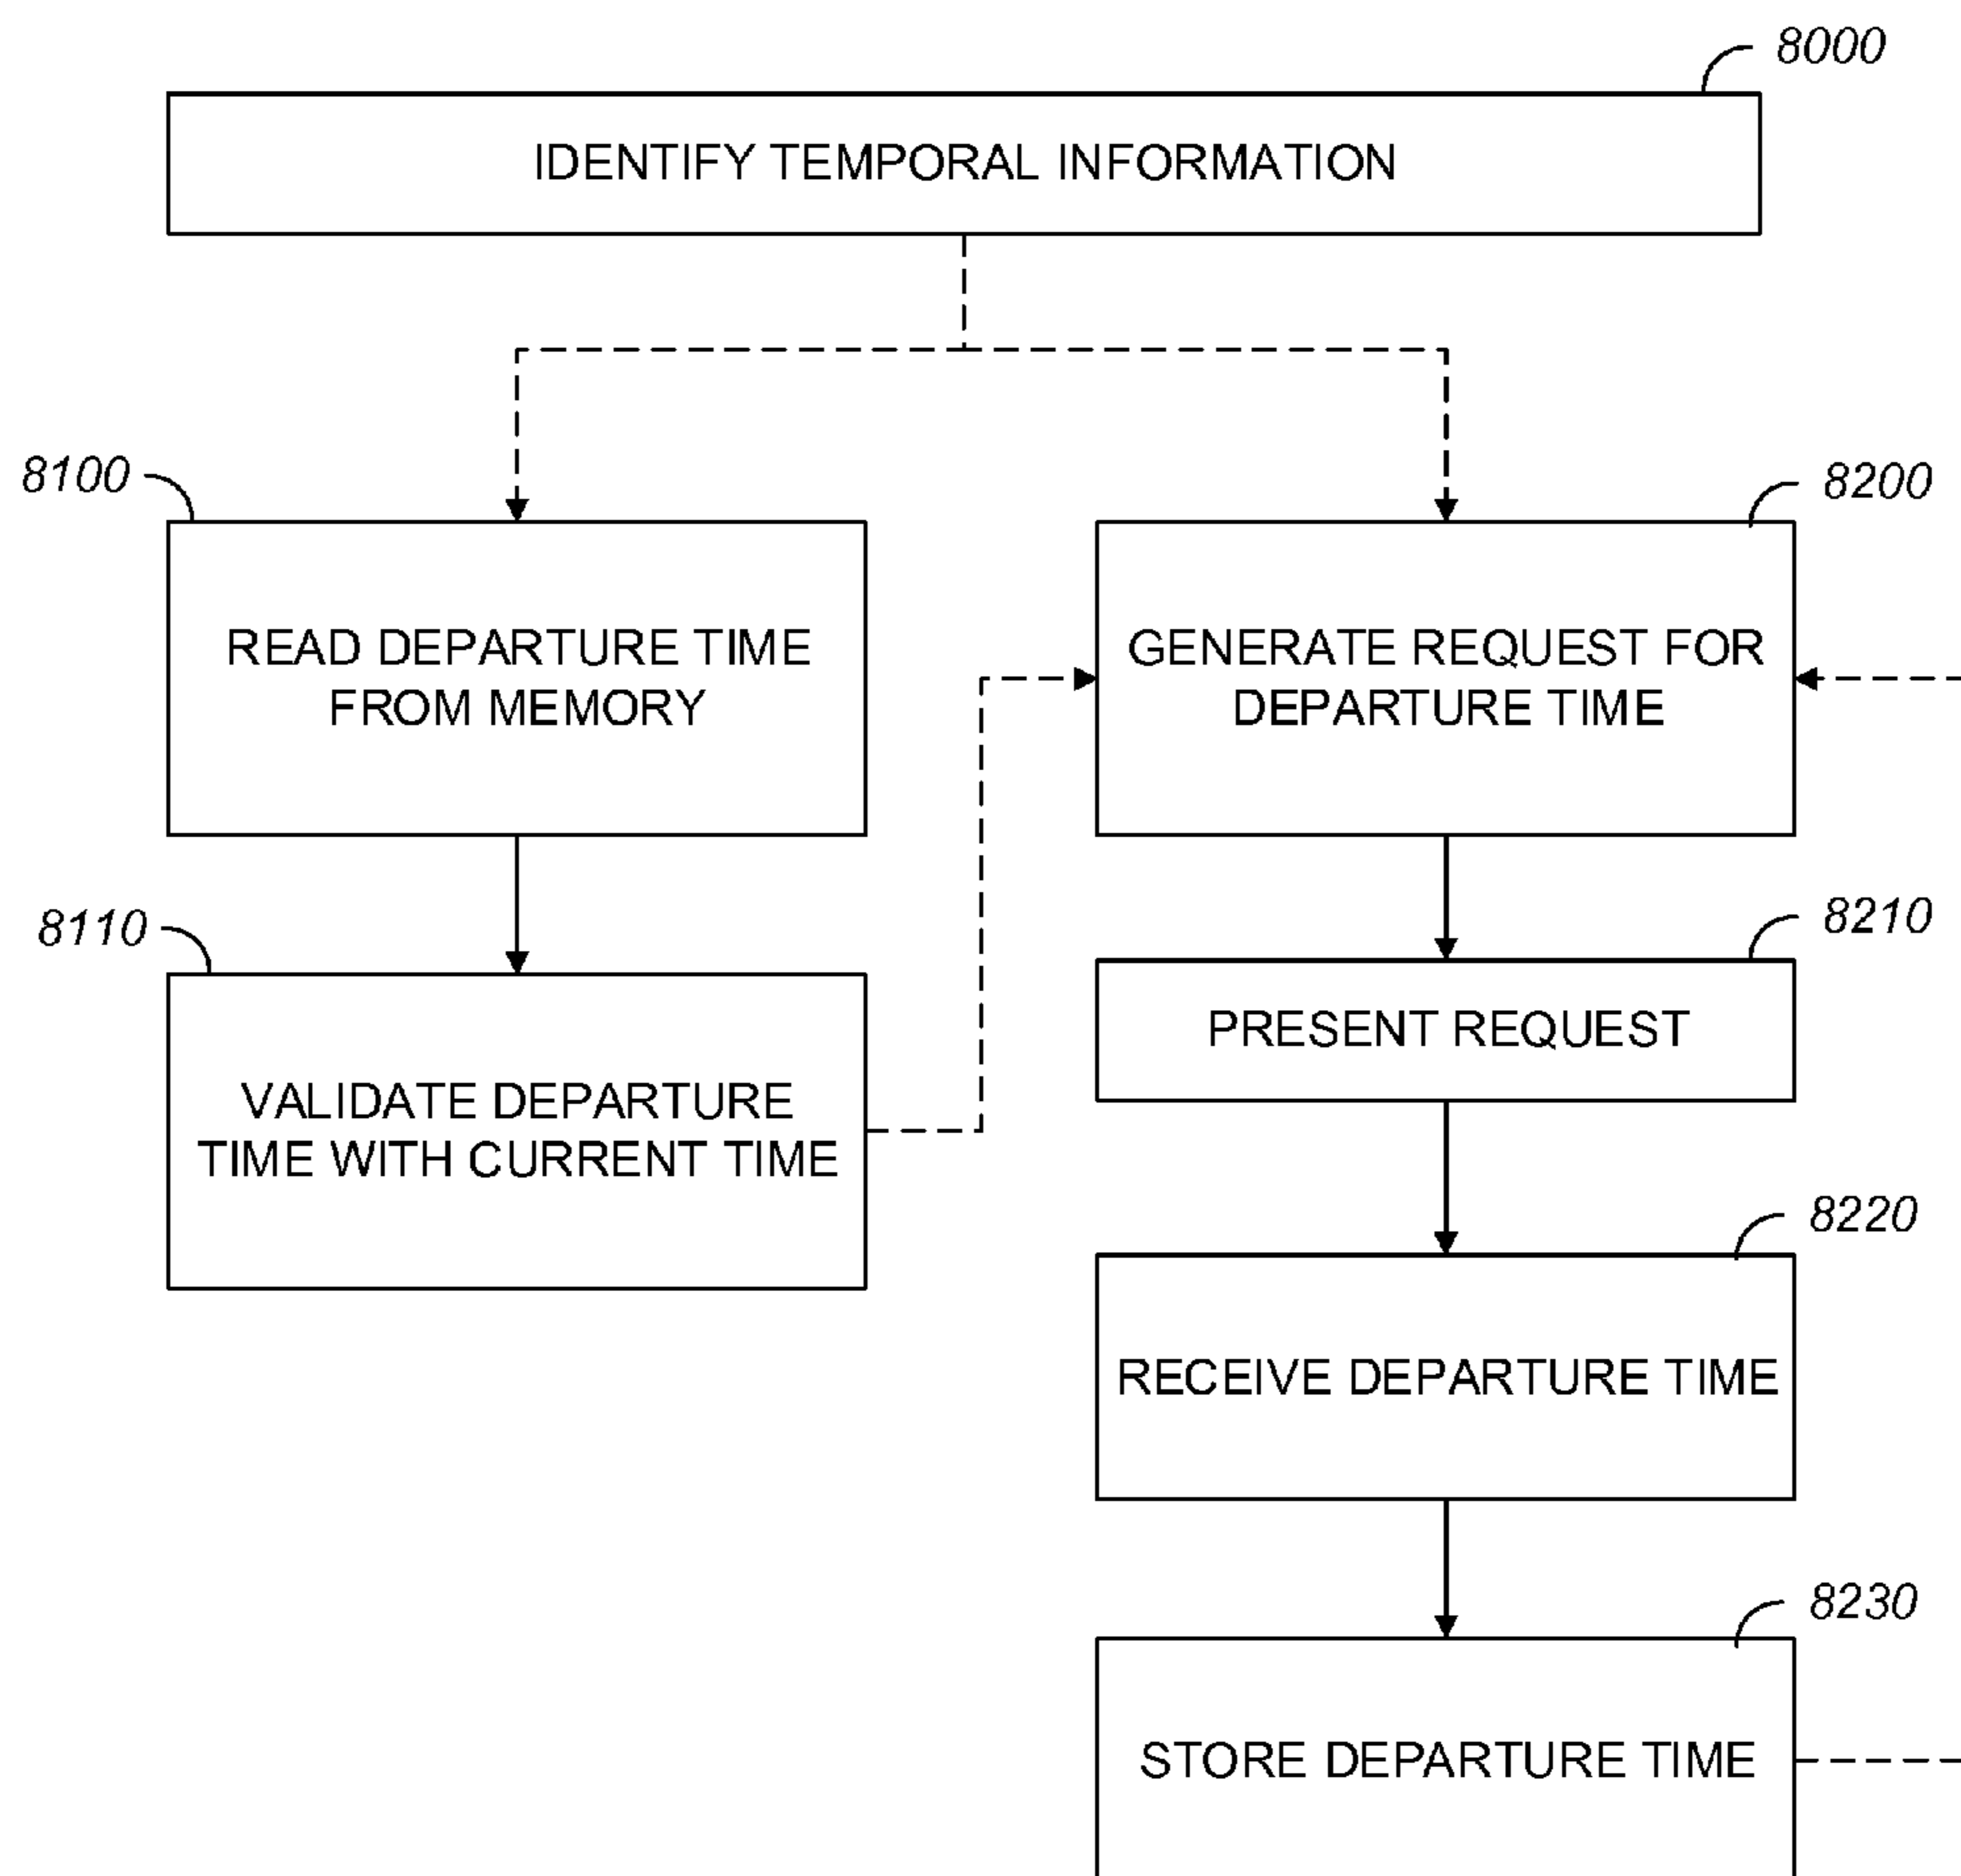 8000
IDENTIFY TEMPORAL INFORMATION
8100
8200
READ DEPARTURE TIME
FROM MEMORY
GENERATE REQUEST FOR
DEPARTURE TIME
8110
8210
VALIDATE DEPARTURE
TIME WITH CURRENT TIME
PRESENT REQUEST
8220
RECEIVE DEPARTURE TIME
8230
STORE DEPARTURE TIME